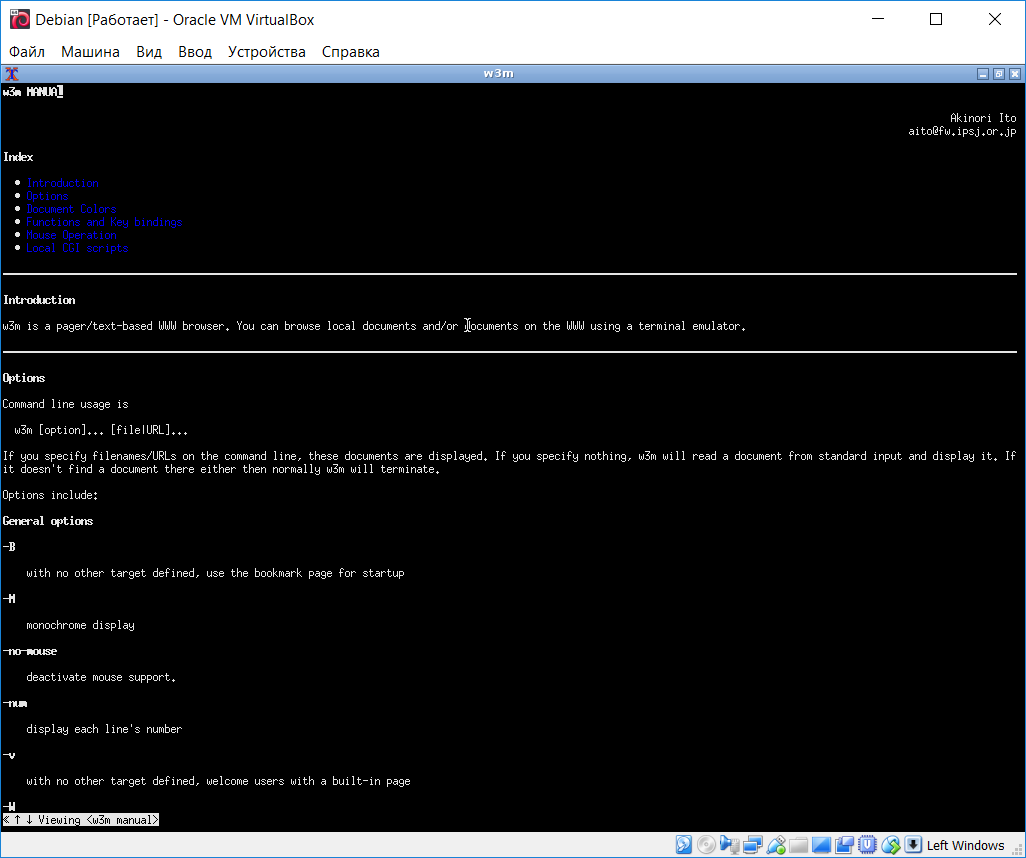 Debian [Работает] - Oracle VM VirtualBox
Файл Машина Вид Ввод Устройства Справка
w3m
w3m MANUAL
Akinori Ito
aito@fw.ipsj.or.jp
Index
• Introduction
• Options
• Document Colors
• Functions and Key bindings
• Mouse Operation
• Local CGI scripts
Introduction
w3m is a pager/text-based WWW browser. You can browse local documents and/or documents on the WWW using a terminal emulator.
Options
Command line usage is
w3m [option]... [file|URL]...
If you specify filenames/URLs on the command line, these documents are displayed. If you specify nothing, w3m will read a document from standard input and display it. If
it doesn't find a document there either then normally w3m will terminate.
Options include:
General options
-B
with no other target defined, use the bookmark page for startup
-M
monochrome display
-no-mouse
deactivate mouse support.
-num
display each line's number
-v
with no other target defined, welcome users with a built-in page
-W
«↑ ↓ Viewing <w3m manual>
Left Windows